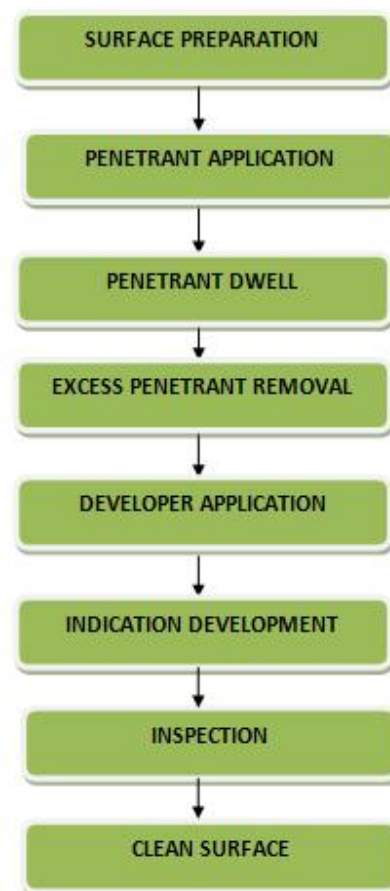 SURFACE PREPARATION
PENETRANT APPLICATION
PENETRANT DWELL
EXCESS PENETRANT REMOVAL
DEVELOPER APPLICATION
INDICATION DEVELOPMENT
INSPECTION
CLEAN SURFACE